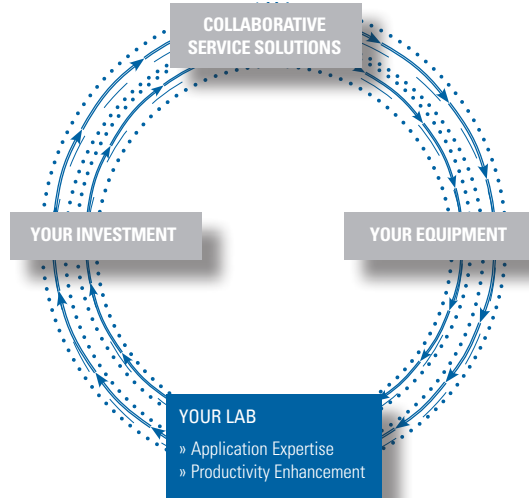 COLLABORATIVE
SERVICE SOLUTIONS
YOUR INVESTMENT
YOUR EQUIPMENT
YOUR LAB
» Application Expertise
» Productivity Enhancement